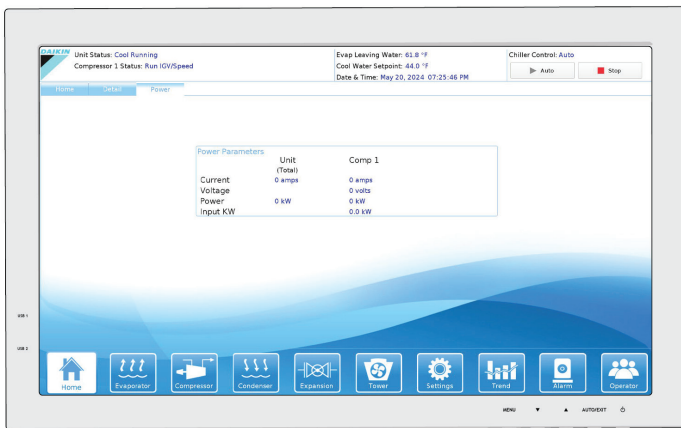 DAIKIN
Unit Status: Cool Running
Compressor 1 Status: Run IGV/Speed
Evap Leaving Water: 61.8 °F
Cool Water Setpoint: 44.0 °F
Date & Time: May 20, 2024 07:25:46 PM
Chiller Control: Auto
Auto
Stop
Home Detail Power
Power Parameters
Unit Comp 1
(Total)
Current 0 amps 0 amps
Voltage 0 volts
Power 0 kW 0 kW
Input KW 0.0 kW
USB 1
USB 2
Home Evaporator Compressor Condenser Expansion Tower Settings Trend Alarm Operator
MENU ▼ ▲ AUTO/EXIT